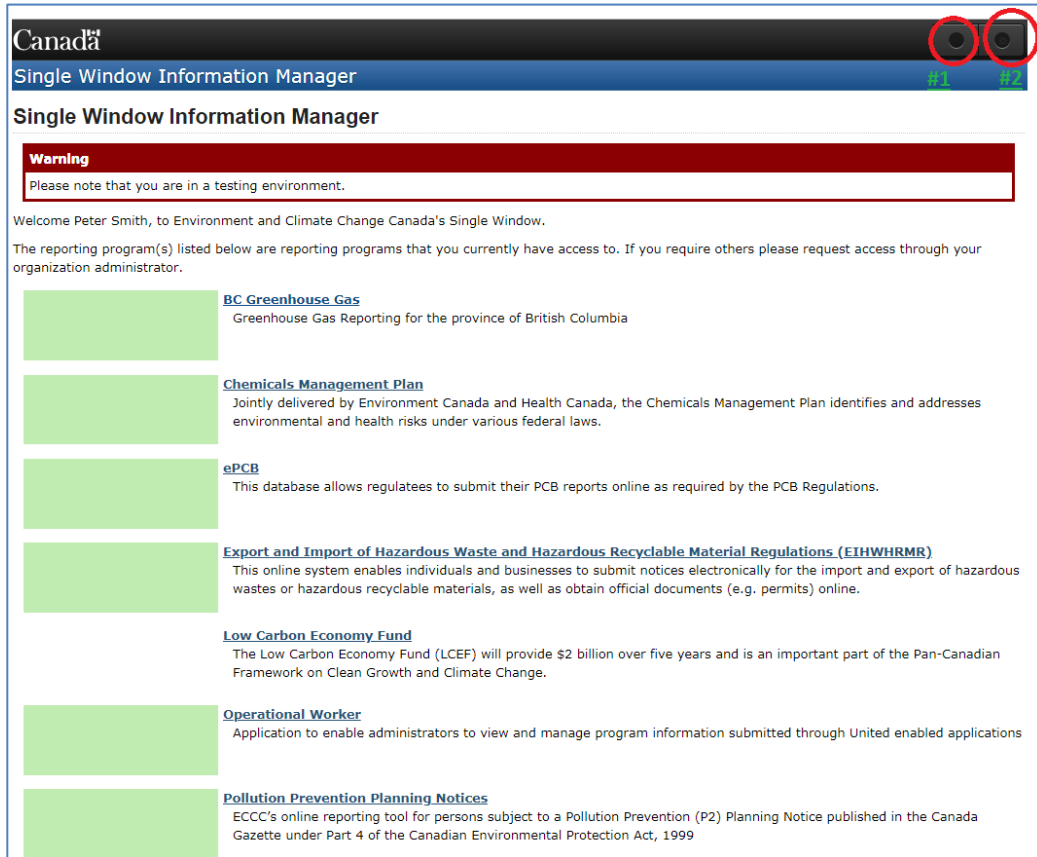 Canada
Single Window Information Manager
#1 #2
Single Window Information Manager
Warning
Please note that you are in a testing environment.
Welcome Peter Smith, to Environment and Climate Change Canada's Single Window.
The reporting program(s) listed below are reporting programs that you currently have access to. If you require others please request access through your
organization administrator.
BC Greenhouse Gas
Greenhouse Gas Reporting for the province of British Columbia
Chemicals Management Plan
Jointly delivered by Environment Canada and Health Canada, the Chemicals Management Plan identifies and addresses
environmental and health risks under various federal laws.
ePCB
This database allows regulatees to submit their PCB reports online as required by the PCB Regulations.
Export and Import of Hazardous Waste and Hazardous Recyclable Material Regulations (EIHWHRMR)
This online system enables individuals and businesses to submit notices electronically for the import and export of hazardous
wastes or hazardous recyclable materials, as well as obtain official documents (e.g. permits) online.
Low Carbon Economy Fund
The Low Carbon Economy Fund (LCEF) will provide $2 billion over five years and is an important part of the Pan-Canadian
Framework on Clean Growth and Climate Change.
Operational Worker
Application to enable administrators to view and manage program information submitted through United enabled applications
Pollution Prevention Planning Notices
ECCC's online reporting tool for persons subject to a Pollution Prevention (P2) Planning Notice published in the Canada
Gazette under Part 4 of the Canadian Environmental Protection Act, 1999